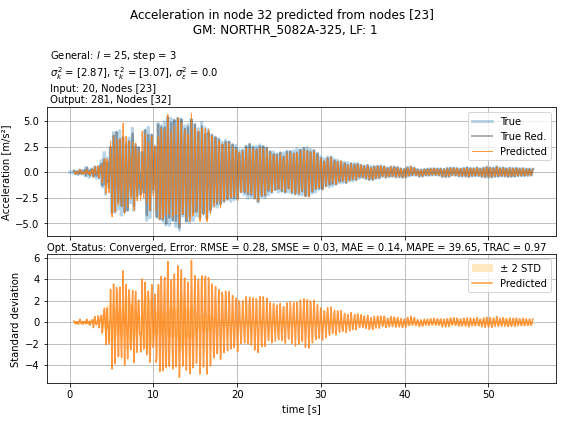 Acceleration in node 32 predicted from nodes [23]
GM: NORTHR_5082A-325, LF: 1
General: l = 25, step = 3
σ²ₖ = [2.87], τ²ₖ = [3.07], σ²ε = 0.0
Input: 20, Nodes [23]
Output: 281, Nodes [32]
Acceleration [m/s²]
5.0
2.5
0.0
−2.5
−5.0
True
True Red.
Predicted
Opt. Status: Converged, Error: RMSE = 0.28, SMSE = 0.03, MAE = 0.14, MAPE = 39.65, TRAC = 0.97
Standard deviation
6
4
2
0
−2
−4
± 2 STD
Predicted
0 10 20 30 40 50
time [s]